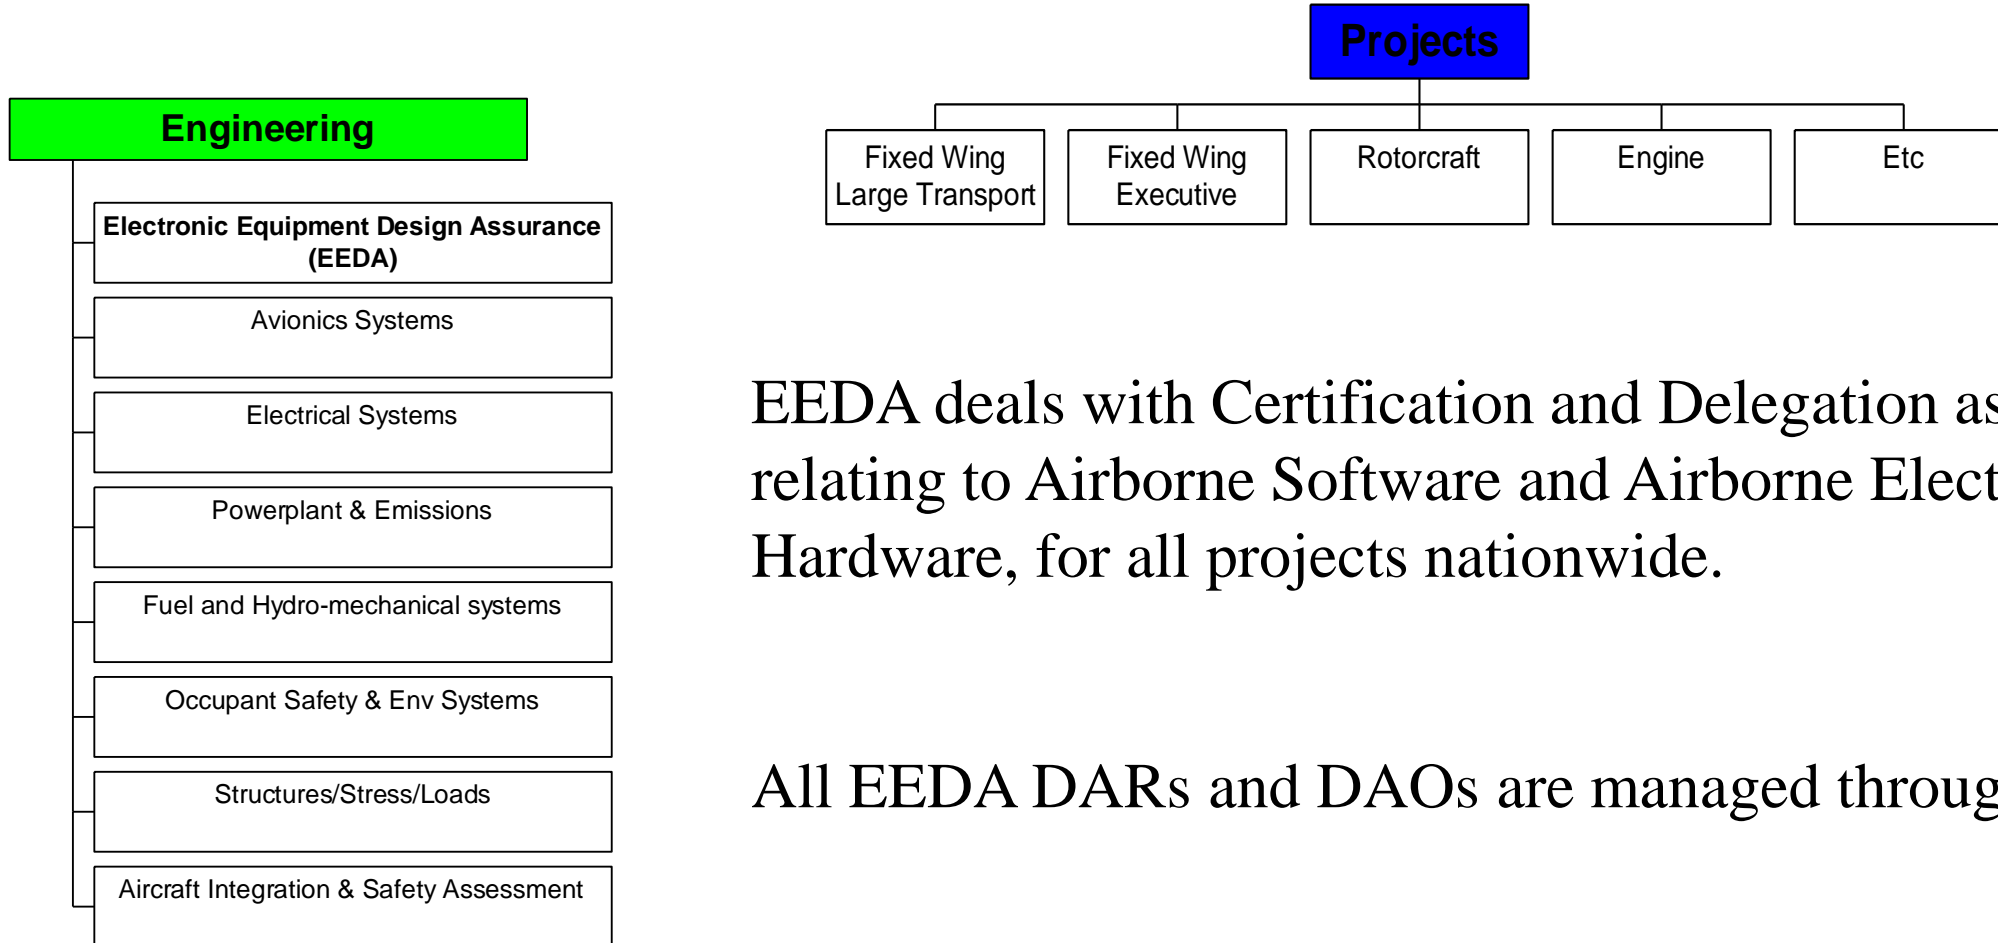 Projects
Engineering
Fixed Wing
Large Transport
Fixed Wing
Executive
Rotorcraft
Engine
Etc
Electronic Equipment Design Assurance
(EEDA)
Avionics Systems
Electrical Systems
Powerplant & Emissions
Fuel and Hydro-mechanical systems
Occupant Safety & Env Systems
Structures/Stress/Loads
Aircraft Integration & Safety Assessment
EEDA deals with Certification and Delegation
relating to Airborne Software and Airborne
Hardware, for all projects nationwide.
All EEDA DARs and DAOs are managed